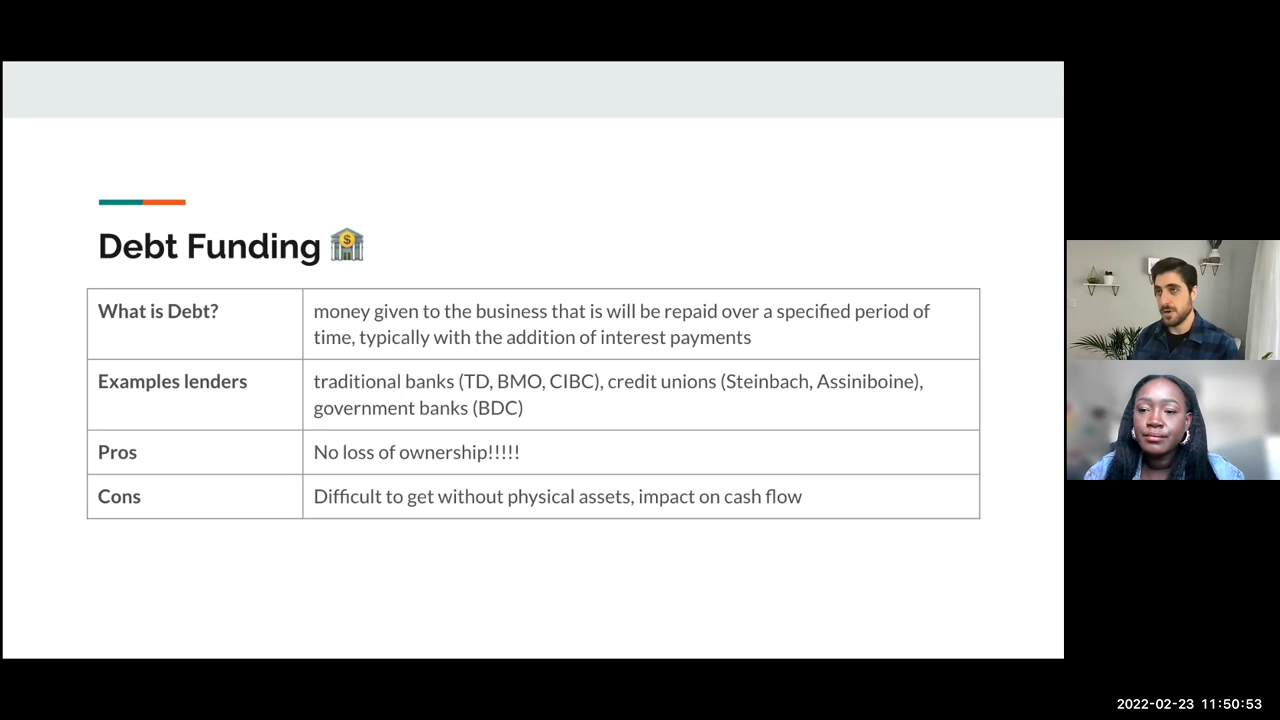 Debt Funding
What is Debt?
money given to the business that is will be repaid over a specified period of
time, typically with the addition of interest payments
Examples lenders
traditional banks (TD, BMO, CIBC), credit unions (Steinbach, Assiniboine),
government banks (BDC)
Pros
No loss of ownership!!!!!
Cons
Difficult to get without physical assets, impact on cash flow
2022-02-23 11:50:53